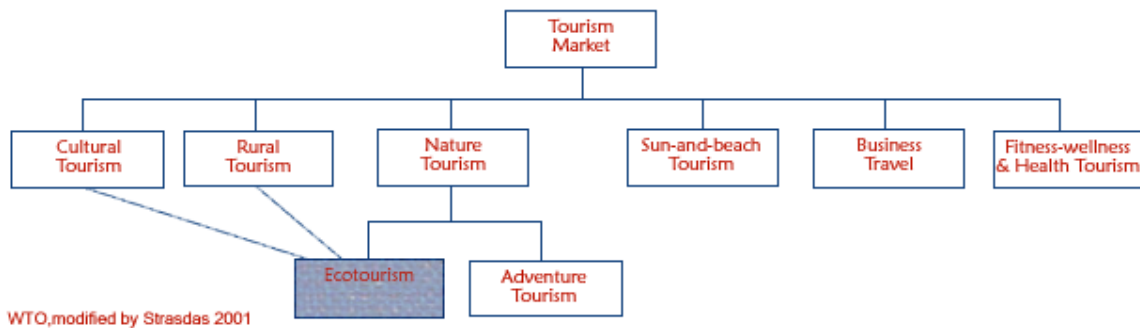 Tourism
Market
Cultural
Tourism
Rural
Tourism
Nature
Tourism
Sun-and-beach
Tourism
Business
Travel
Fitness-wellness
& Health Tourism
Ecotourism
Adventure
Tourism
WTO,modified by Strasdas 2001